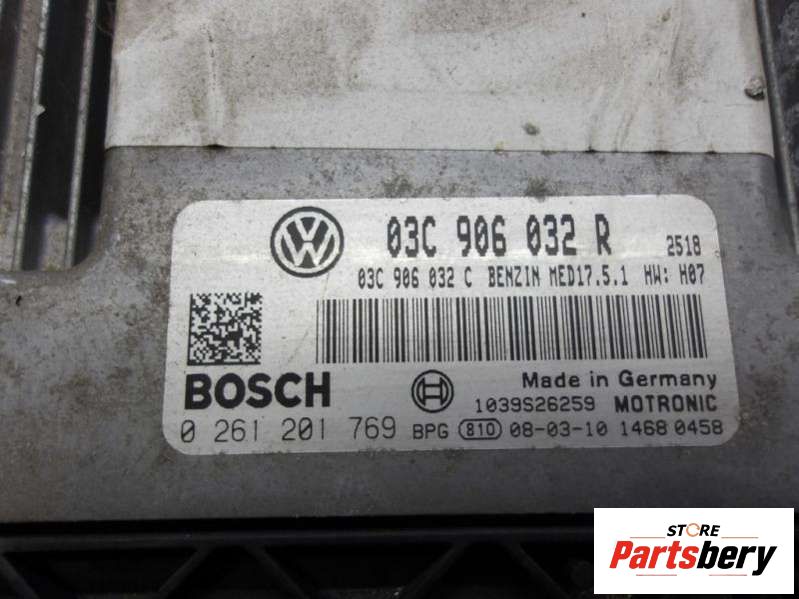 03C 906 032 R 2518
03C 906 032 C BENZIN MED17.5.1 HW: H07
BOSCH
Made in Germany
1039S26259 MOTRONIC
0 261 201 769 BPG 810 08-03-10 1468 0458
STORE
Partsbery